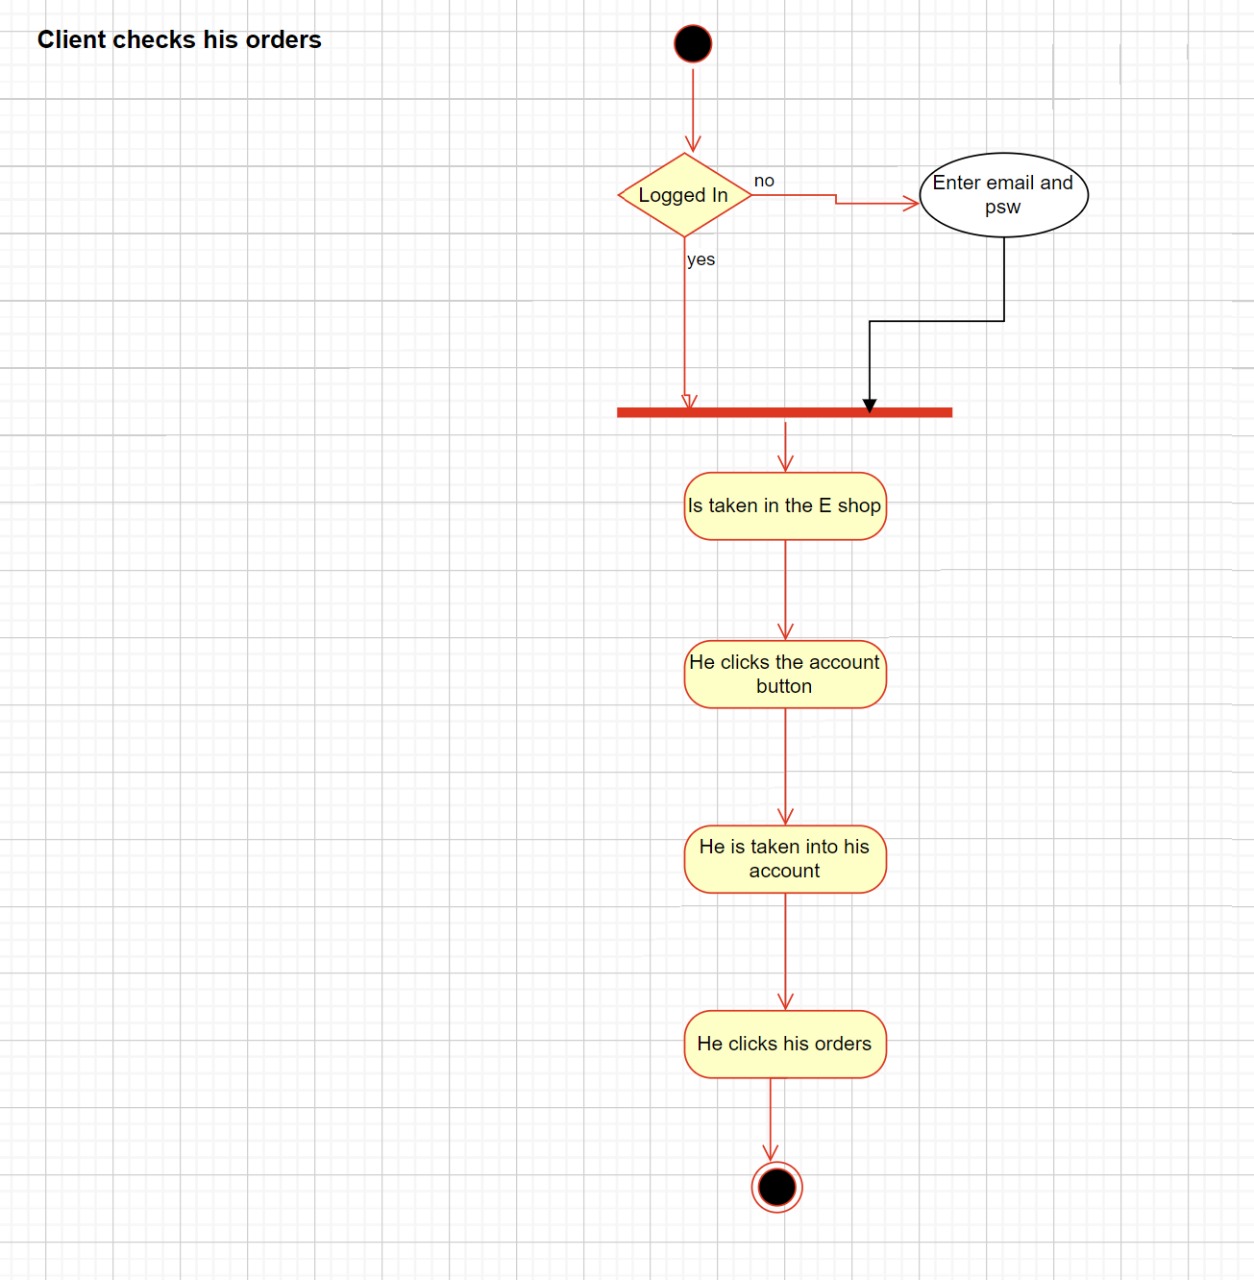 Client checks his orders
Logged In
no
Enter email and
psw
yes
Is taken in the E shop
He clicks the account
button
He is taken into his
account
He clicks his orders